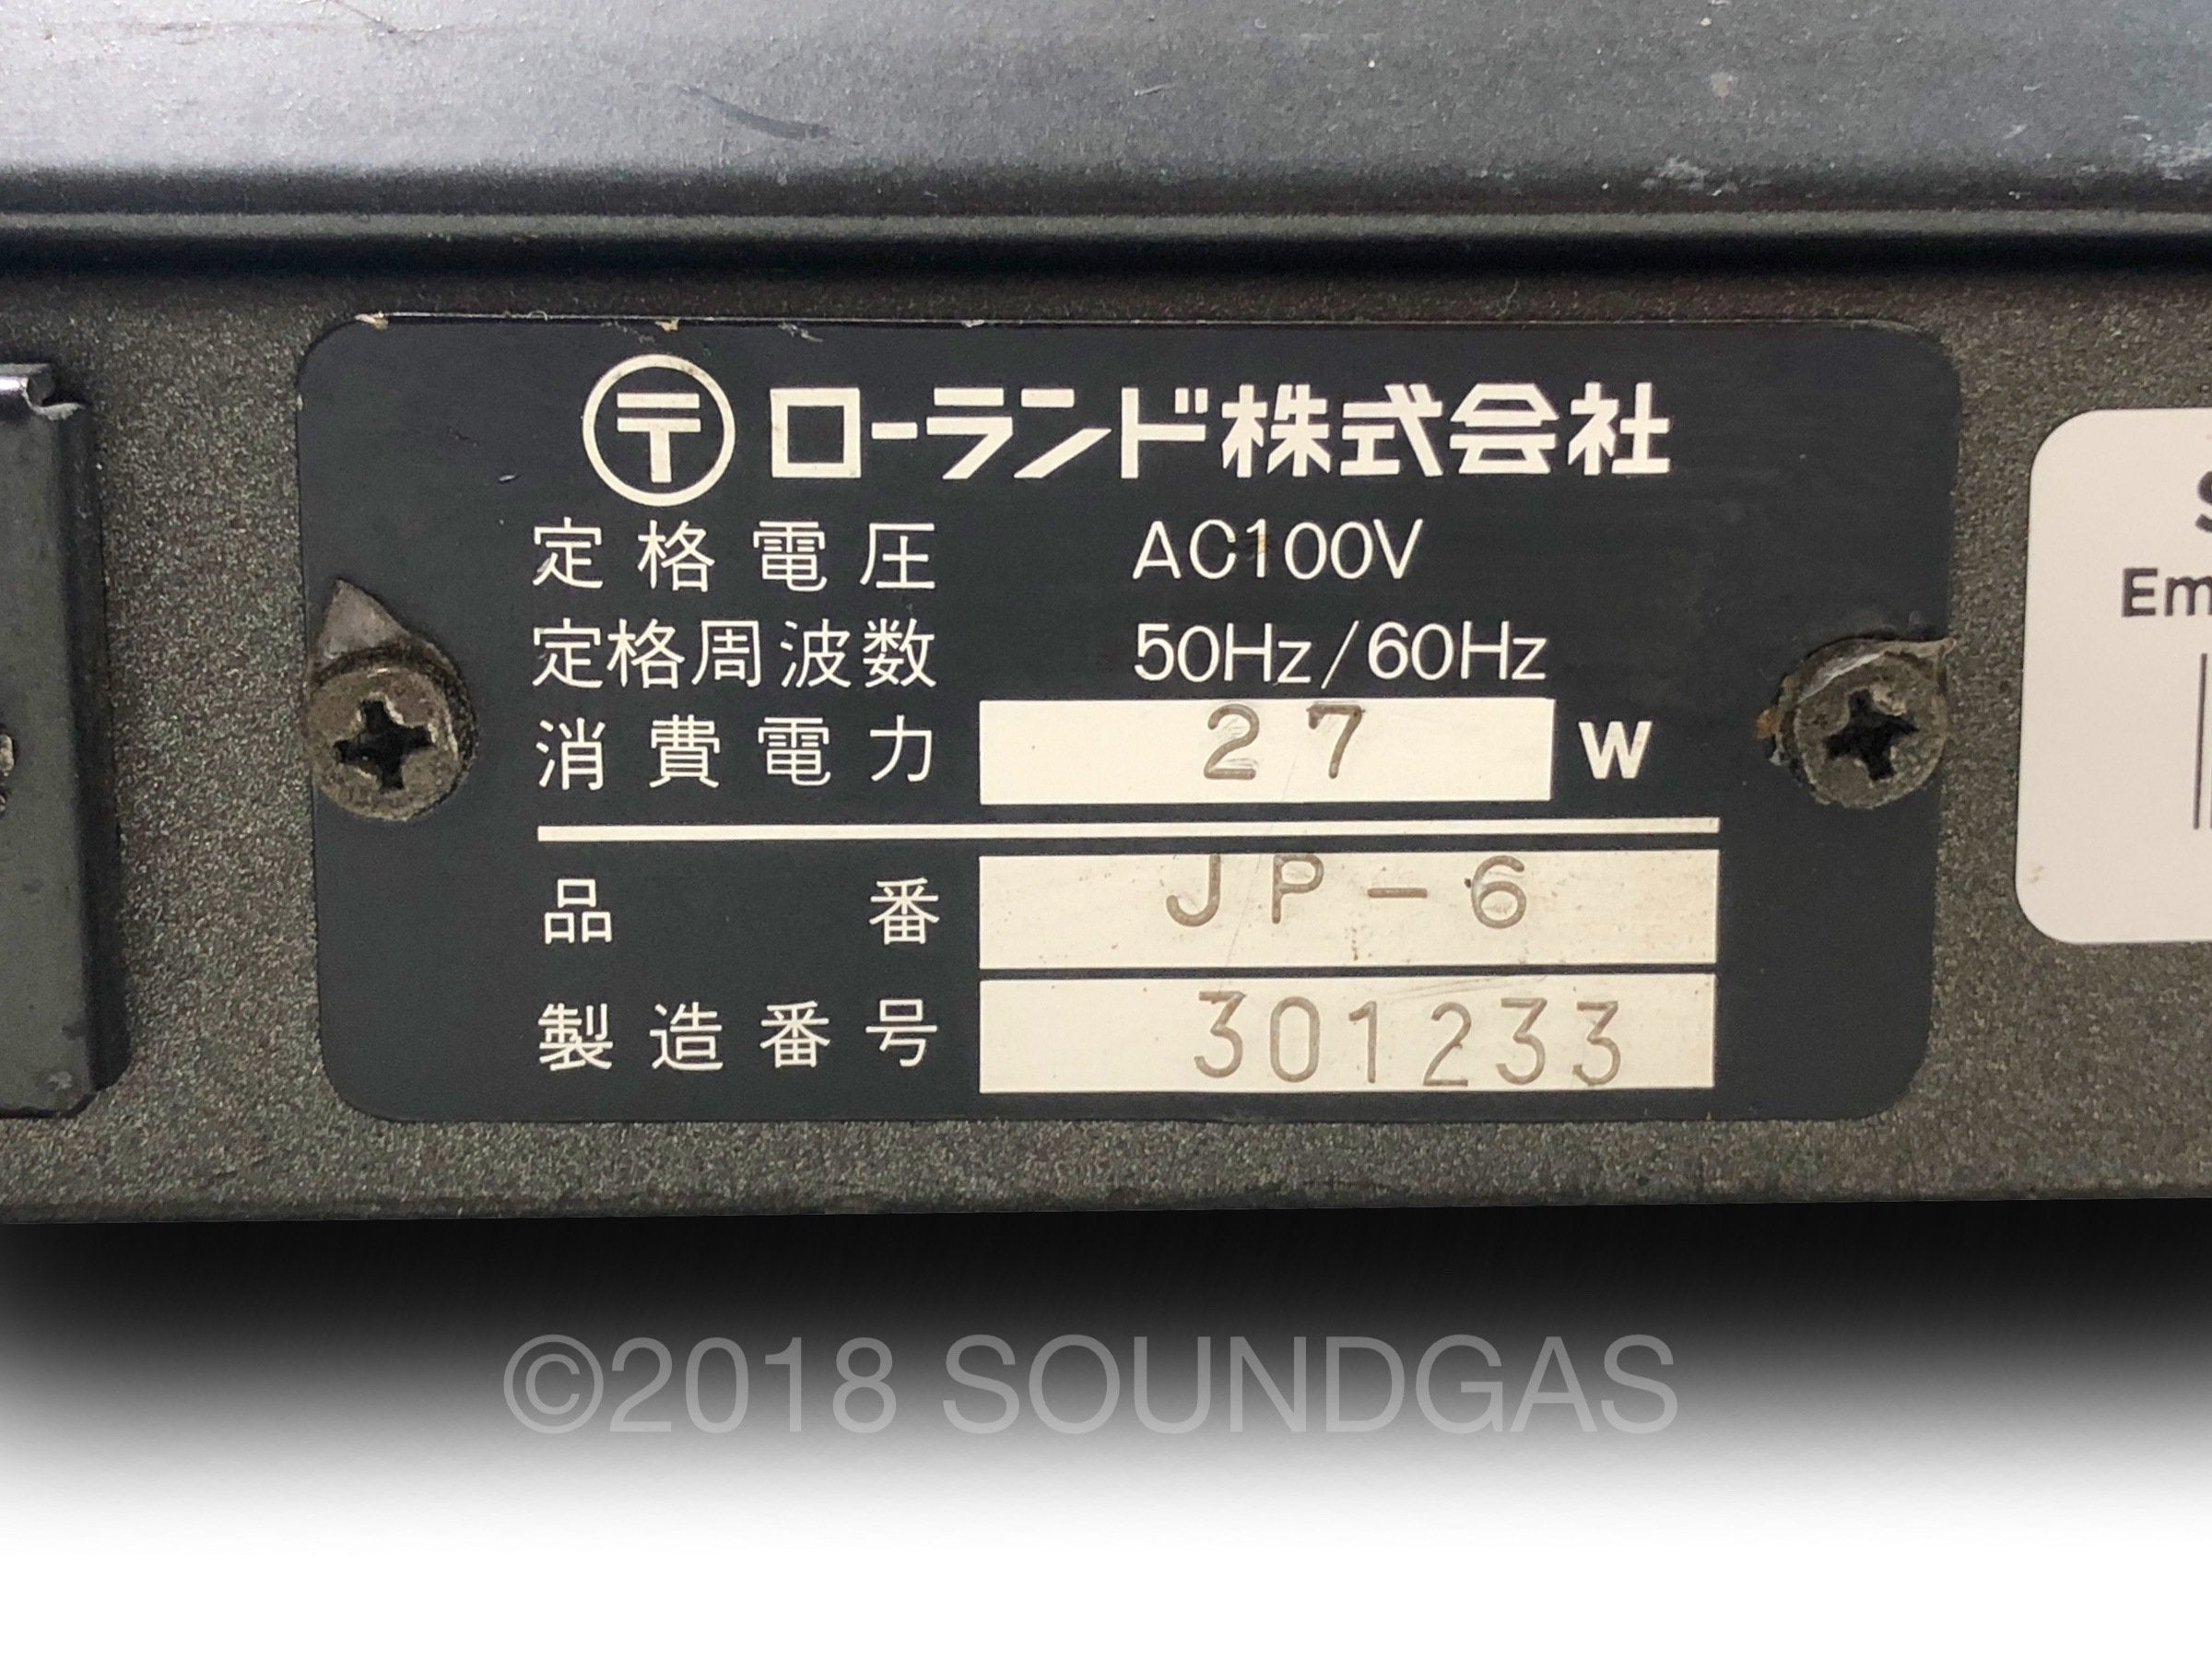 〒 ローランド株式会社
定格電圧 AC100V
定格周波数 50Hz/60Hz
消費電力 27 W
品番 JP-6
製造番号 301233
S
Em
©2018 SOUNDGAS